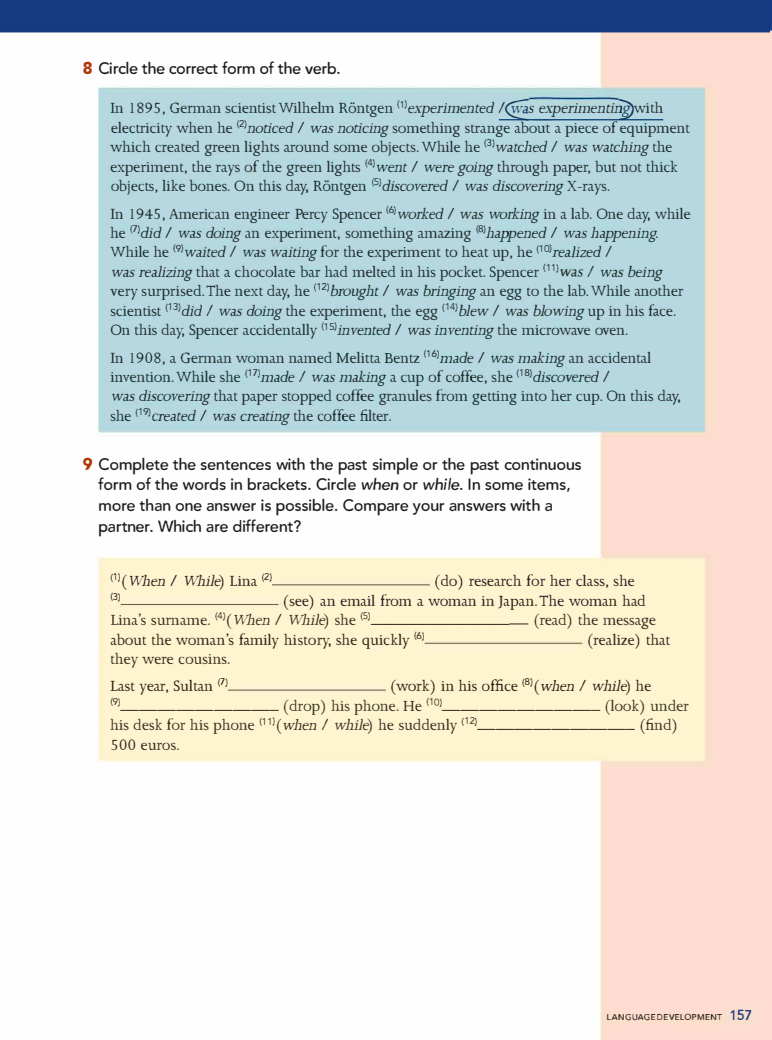 8 Circle the correct form of the verb.
In 1895, German scientist Wilhelm Röntgen (1)experimented / was experimenting with
electricity when he (2)noticed / was noticing something strange about a piece of equipment
which created green lights around some objects. While he (3)watched / was watching the
experiment, the rays of the green lights (4)went / were going through paper, but not thick
objects, like bones. On this day, Röntgen (5)discovered / was discovering X-rays.
In 1945, American engineer Percy Spencer (6)worked / was working in a lab. One day, while
he (7)did / was doing an experiment, something amazing (8)happened / was happening.
While he (9)waited / was waiting for the experiment to heat up, he (10)realized /
was realizing that a chocolate bar had melted in his pocket. Spencer (11)was / was being
very surprised. The next day, he (12)brought / was bringing an egg to the lab. While another
scientist (13)did / was doing the experiment, the egg (14)blew / was blowing up in his face.
On this day, Spencer accidentally (15)invented / was inventing the microwave oven.
In 1908, a German woman named Melitta Bentz (16)made / was making an accidental
invention. While she (17)made / was making a cup of coffee, she (18)discovered /
was discovering that paper stopped coffee granules from getting into her cup. On this day,
she (19)created / was creating the coffee filter.
9 Complete the sentences with the past simple or the past continuous
form of the words in brackets. Circle when or while. In some items,
more than one answer is possible. Compare your answers with a
partner. Which are different?
(1)(When / While) Lina (2)____________________ (do) research for her class, she
(3)____________________ (see) an email from a woman in Japan. The woman had
Lina's surname. (4)(When / While) she (5)____________________ (read) the message
about the woman's family history, she quickly (6)____________________ (realize) that
they were cousins.
Last year, Sultan (7)____________________ (work) in his office (8)(when / while) he
(9)____________________ (drop) his phone. He (10)____________________ (look) under
his desk for his phone (11)(when / while) he suddenly (12)____________________ (find)
500 euros.
LANGUAGE DEVELOPMENT 157